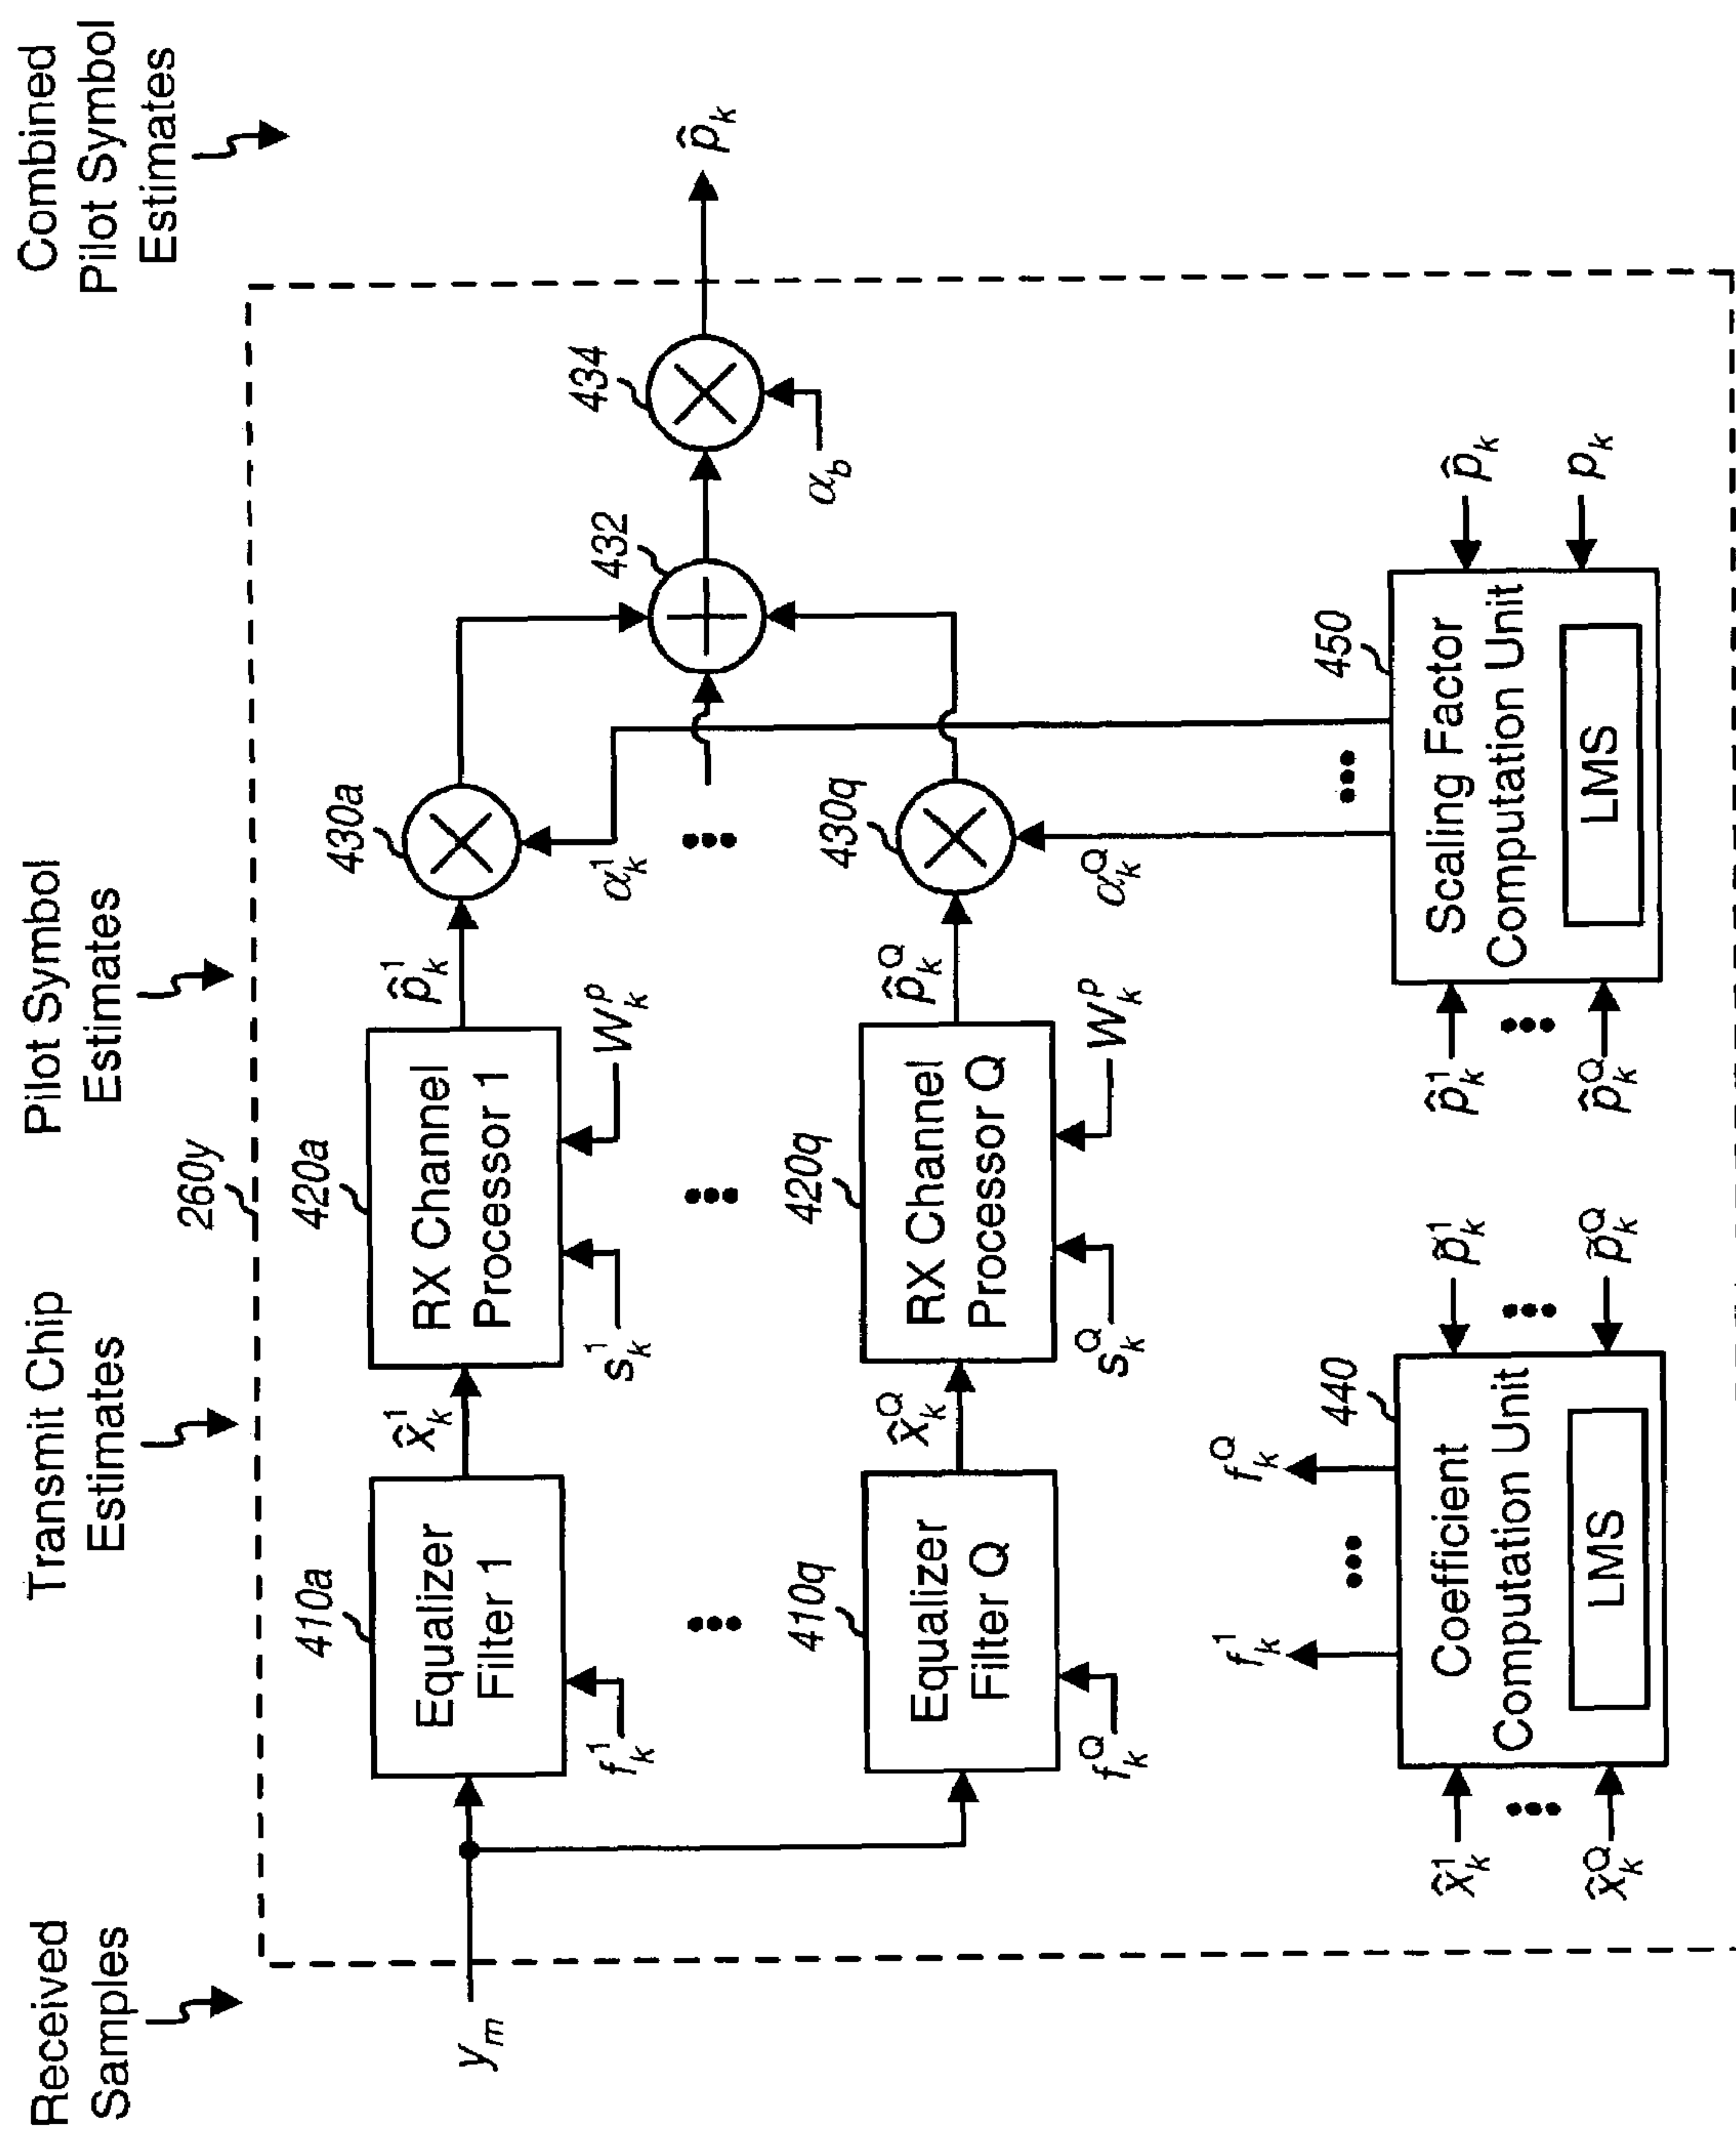 Received
Samples
Transmit Chip
Estimates
Pilot Symbol
Estimates
Combined
Pilot Symbol
Estimates
260y
410a
Equalizer
Filter 1
420a
RX Channel
Processor 1
430a
432
434
y_m
f_k^1
x̂_k^1
s_k^1
W_k^p
p̂_k^1
α_k^1
α_b
p̂_k
410q
Equalizer
Filter Q
420q
RX Channel
Processor Q
430q
f_k^Q
x̂_k^Q
s_k^Q
W_k^p
p̂_k^Q
α_k^Q
f_k^1
f_k^Q
440
Coefficient
Computation Unit
LMS
x̂_k^1
x̂_k^Q
p̂_k^1
p̂_k^Q
450
Scaling Factor
Computation Unit
LMS
p̂_k^1
p̂_k^Q
p̂_k
p_k